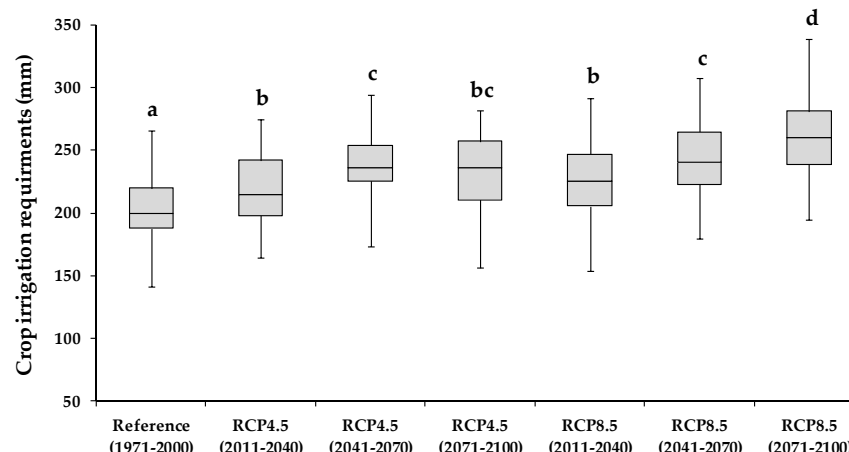 Crop irrigation requirments (mm)
350
300
250
200
150
100
50
a
b
c
bc
b
c
d
Reference
(1971-2000)
RCP4.5
(2011-2040)
RCP4.5
(2041-2070)
RCP4.5
(2071-2100)
RCP8.5
(2011-2040)
RCP8.5
(2041-2070)
RCP8.5
(2071-2100)